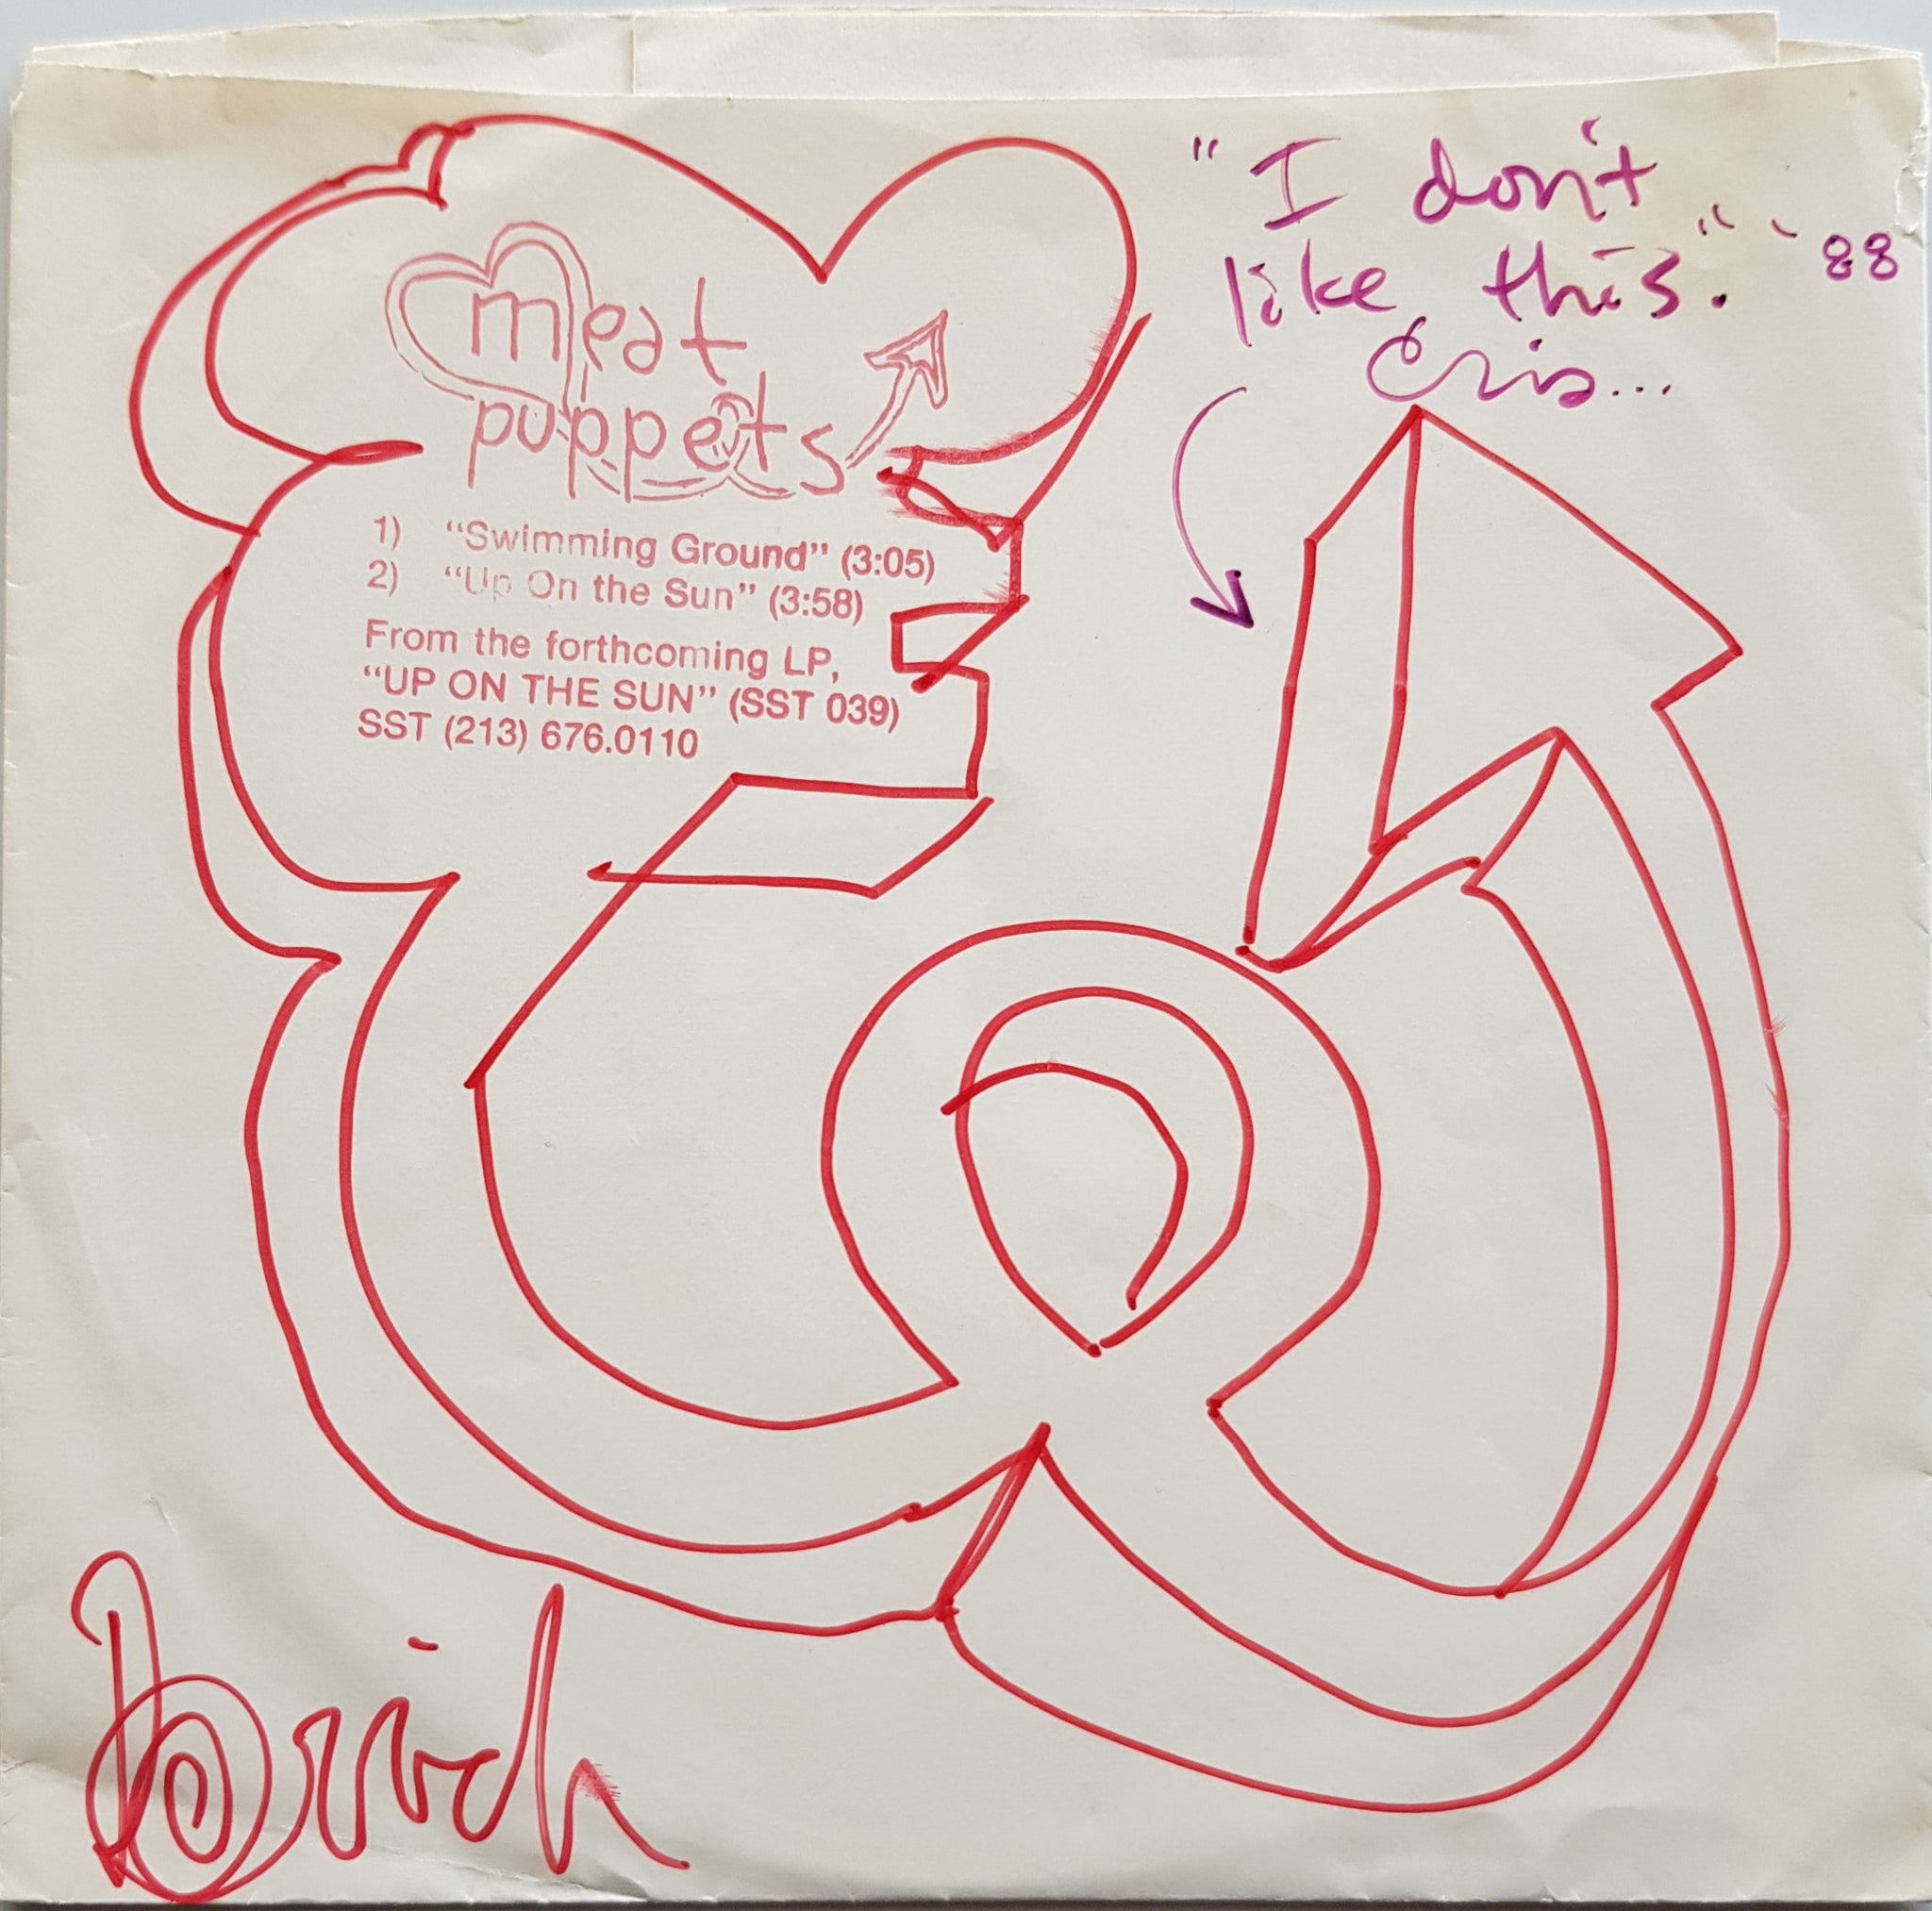 meat
puppets
1) “Swimming Ground” (3:05)
2) “Up On the Sun” (3:58)
From the forthcoming LP,
“UP ON THE SUN” (SST 039)
SST (213) 676.0110
"I don't
like this." '88
Cris...
Derrick